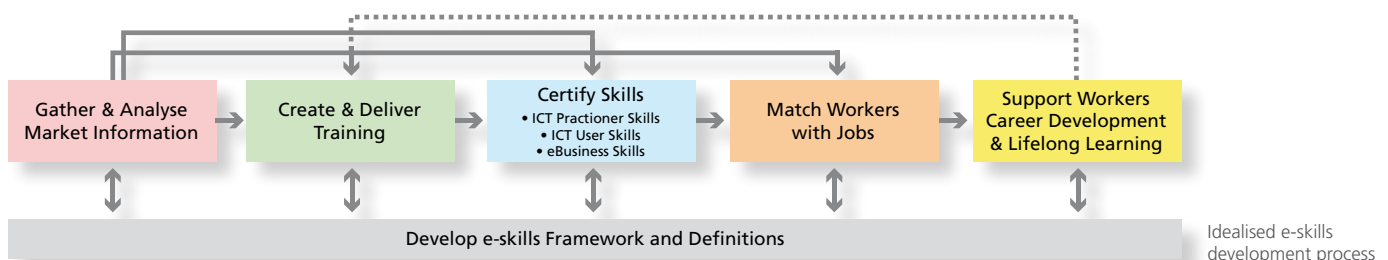 Gather & Analyse
Market Information
Create & Deliver
Training
Certify Skills
• ICT Practioner Skills
• ICT User Skills
• eBusiness Skills
Match Workers
with Jobs
Support Workers
Career Development
& Lifelong Learning
Develop e-skills Framework and Definitions
Idealised e-skills
development process